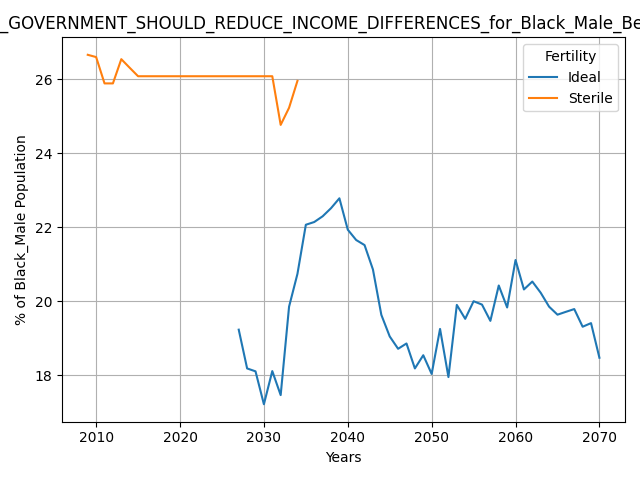 _GOVERNMENT_SHOULD_REDUCE_INCOME_DIFFERENCES_for_Black_Male_Be
Fertility
Ideal
Sterile
% of Black_Male Population
26
24
22
20
18
2010 2020 2030 2040 2050 2060 2070
Years